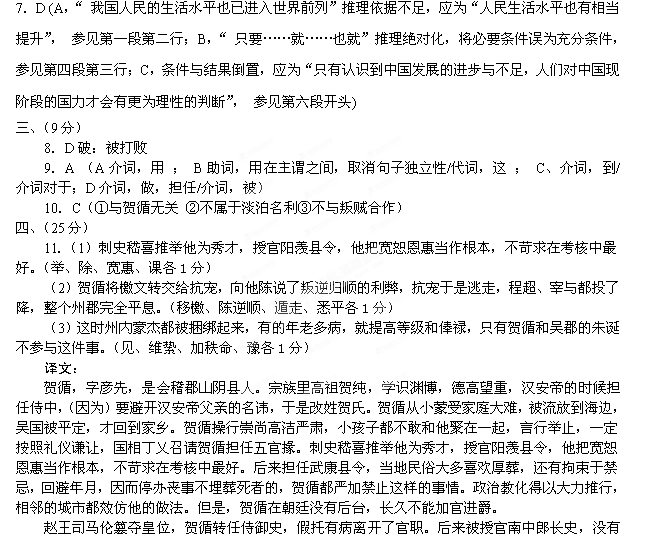 7．D（A，“ 我国人民的生活水平也已进入世界前列”推理依据不足，应为“人民生活水平也有相当
提升”， 参见第一段第二行；B，“ 只要……就……也就”推理绝对化，将必要条件误为充分条件，
参见第四段第三行；C，条件与结果倒置，应为“只有认识到中国发展的进步与不足，人们对中国现
阶段的国力才会有更为理性的判断”， 参见第六段开头）
三、（9分）
8．D破：被打败
9．A （A介词，用 ； B助词，用在主谓之间，取消句子独立性/代词，这 ； C、介词，到/
介词对于；D介词，做，担任/介词，被）
10．C（①与贺循无关 ②不属于淡泊名利③不与叛贼合作）
四、（25分）
11．（1）刺史嵇喜推举他为秀才，授官阳羡县令，他把宽恕恩惠当作根本，不苛求在考核中最
好。（举、除、宽惠、课各1分）
（2）贺循将檄文转交给抗宠，向他陈说了叛逆归顺的利弊，抗宠于是逃走，程超、宰与都投了
降，整个州郡完全平息。（移檄、陈逆顺、遁走、悉平各1分）
（3）这时州内豪杰都被捆绑起来，有的年老多病，就提高等级和俸禄，只有贺循和吴郡的朱诞
不参与这件事。（见、维絷、加秩命、豫各1分）
译文：
贺循，字彦先，是会稽郡山阴县人。宗族里高祖贺纯，学识渊博，德高望重，汉安帝的时候担
任侍中，（因为）要避开汉安帝父亲的名讳，于是改姓贺氏。贺循从小蒙受家庭大难，被流放到海边，
吴国被平定，才回到家乡。贺循操行崇尚高洁严肃，小孩子都不敢和他聚在一起，言行举止，一定
按照礼仪谦让，国相丁乂召请贺循担任五官掾。刺史嵇喜推举他为秀才，授官阳羡县令，他把宽恕
恩惠当作根本，不苛求在考核中最好。后来担任武康县令，当地民俗大多喜欢厚葬，还有拘束于禁
忌，回避年月，因而停办丧事不埋葬死者的，贺循都严加禁止这样的事情。政治教化得以大力推行，
相邻的城市都效仿他的做法。但是，贺循在朝廷没有后台，长久不能加官进爵。
赵王司马伦篡夺皇位，贺循转任侍御史，假托有病离开了官职。后来被授官南中郎长史，没有